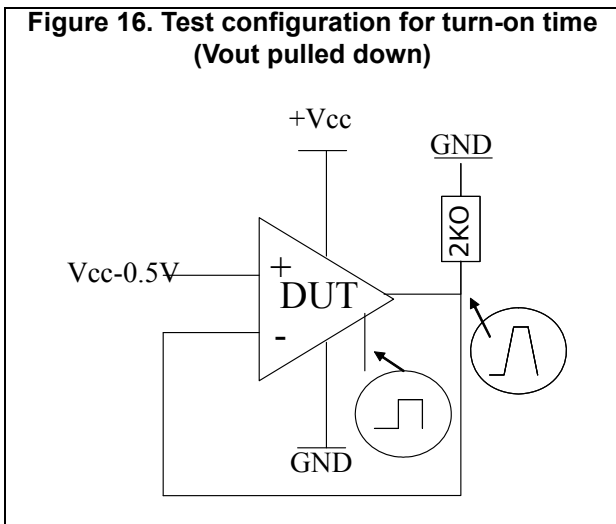 Figure 16. Test configuration for turn-on time
(Vout pulled down)
+Vcc
GND
2KO
Vcc-0.5V
+
DUT
-
GND